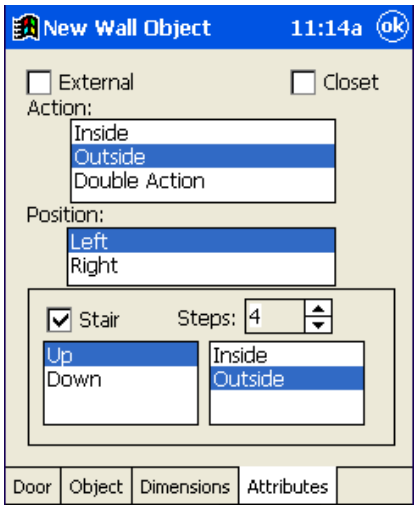 New Wall Object 11:14a ok
External Closet
Action:
Inside
Outside
Double Action
Position:
Left
Right
Stair Steps: 4
Up Inside
Down Outside
Door Object Dimensions Attributes